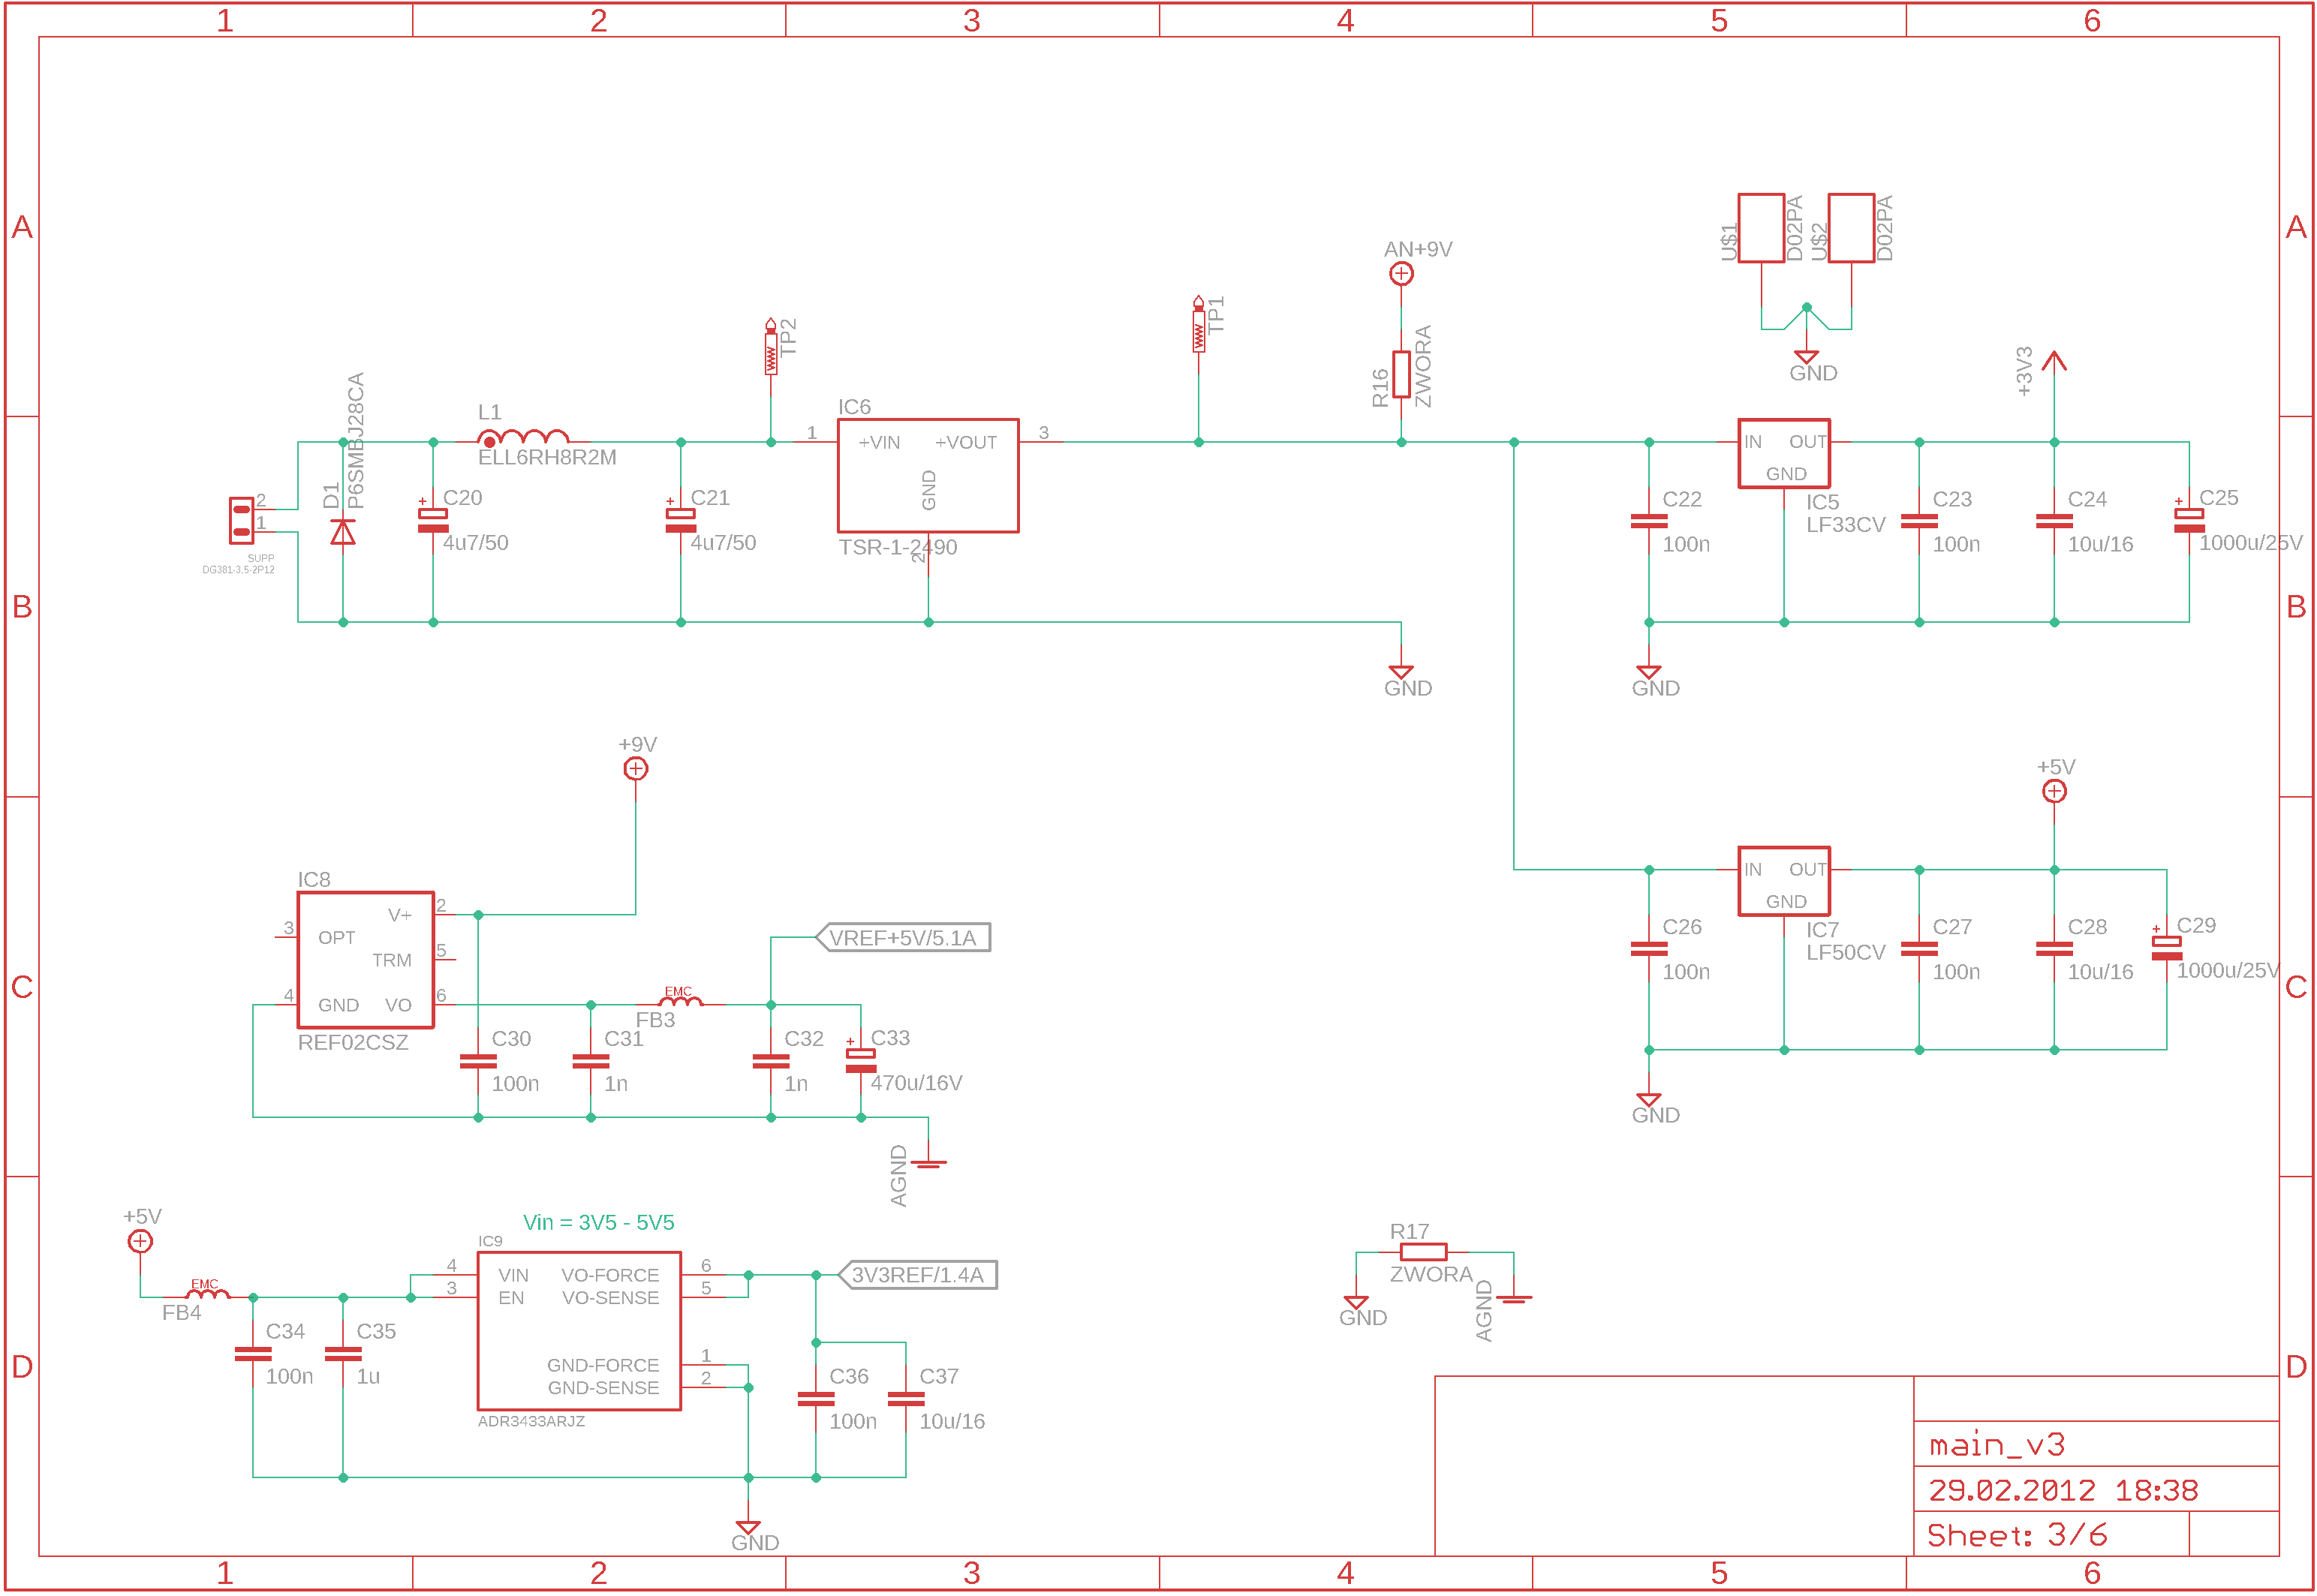 1 2 3 4 5 6
A A
B B
C C
D D
U$1
D02PA
U$2
D02PA
GND
AN+9V
R16
ZWORA
TP1
TP2
+3V3
L1
ELL6RH8R2M
D1
P6SMBJ28CA
2
1
SUPP
DG381-3.5-2P12
+
C20
4u7/50
+
C21
4u7/50
IC6
1
+VIN +VOUT
3
GND
2
TSR-1-2490
GND
C22
100n
IN OUT
GND
IC5
LF33CV
C23
100n
C24
10u/16
+
C25
1000u/25V
GND
+9V
IC8
V+
2
3
OPT
TRM
5
4
GND VO
6
REF02CSZ
VREF+5V/5.1A
EMC
FB3
C30
100n
C31
1n
C32
1n
+
C33
470u/16V
AGND
+5V
IN OUT
GND
IC7
LF50CV
C26
100n
C27
100n
C28
10u/16
+
C29
1000u/25V
GND
+5V
EMC
FB4
Vin = 3V5 - 5V5
IC9
4
VIN VO-FORCE
6
3
EN VO-SENSE
5
GND-FORCE
1
GND-SENSE
2
ADR3433ARJZ
3V3REF/1.4A
C34
100n
C35
1u
C36
100n
C37
10u/16
GND
R17
ZWORA
GND
AGND
main_v3
29.02.2012 18:38
Sheet: 3/6
1 2 3 4 5 6